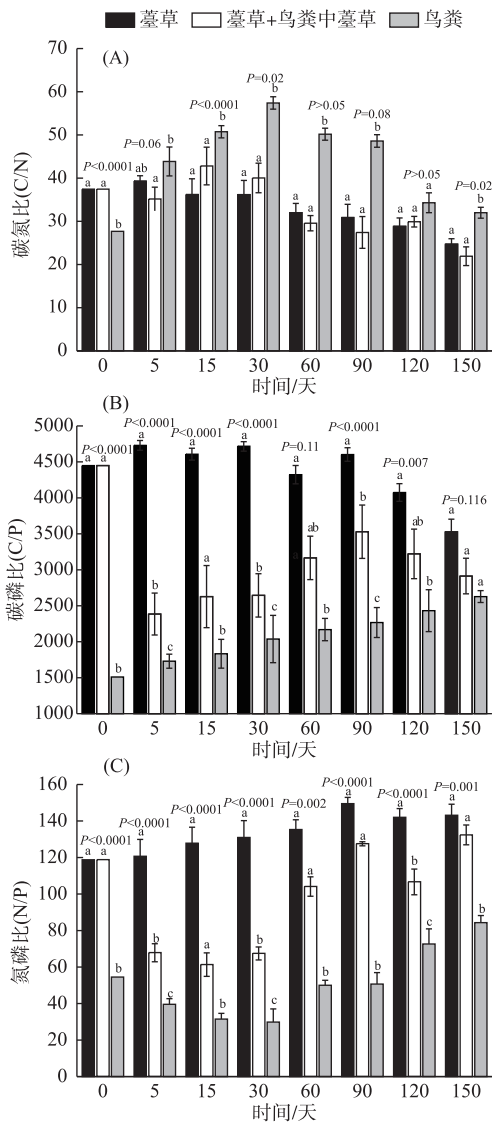 薹草 薹草+鸟粪中薹草 鸟粪
(A)
碳氮比(C/N)
70
60
50
40
30
20
10
0
P<0.0001
P=0.06
P<0.0001
P=0.02
P>0.05
P=0.08
P>0.05
P=0.02
a a b
ab a b
a a b
a a b
a a b
a a b
a a a
a a b
0 5 15 30 60 90 120 150
时间/天
(B)
碳磷比(C/P)
5000
4500
4000
3500
3000
2500
2000
1500
1000
P<0.0001
P<0.0001
P<0.0001
P<0.0001
P=0.11
P<0.0001
P=0.007
P=0.116
a a b
a b c
a a b
a b c
a ab b
a b c
a ab b
a a a
0 5 15 30 60 90 120 150
时间/天
(C)
氮磷比(N/P)
160
140
120
100
80
60
40
20
0
P<0.0001
P<0.0001
P<0.0001
P<0.0001
P=0.002
P<0.0001
P<0.0001
P=0.001
a a b
a b c
a a b
a b c
a a b
a a b
a b c
a a b
0 5 15 30 60 90 120 150
时间/天